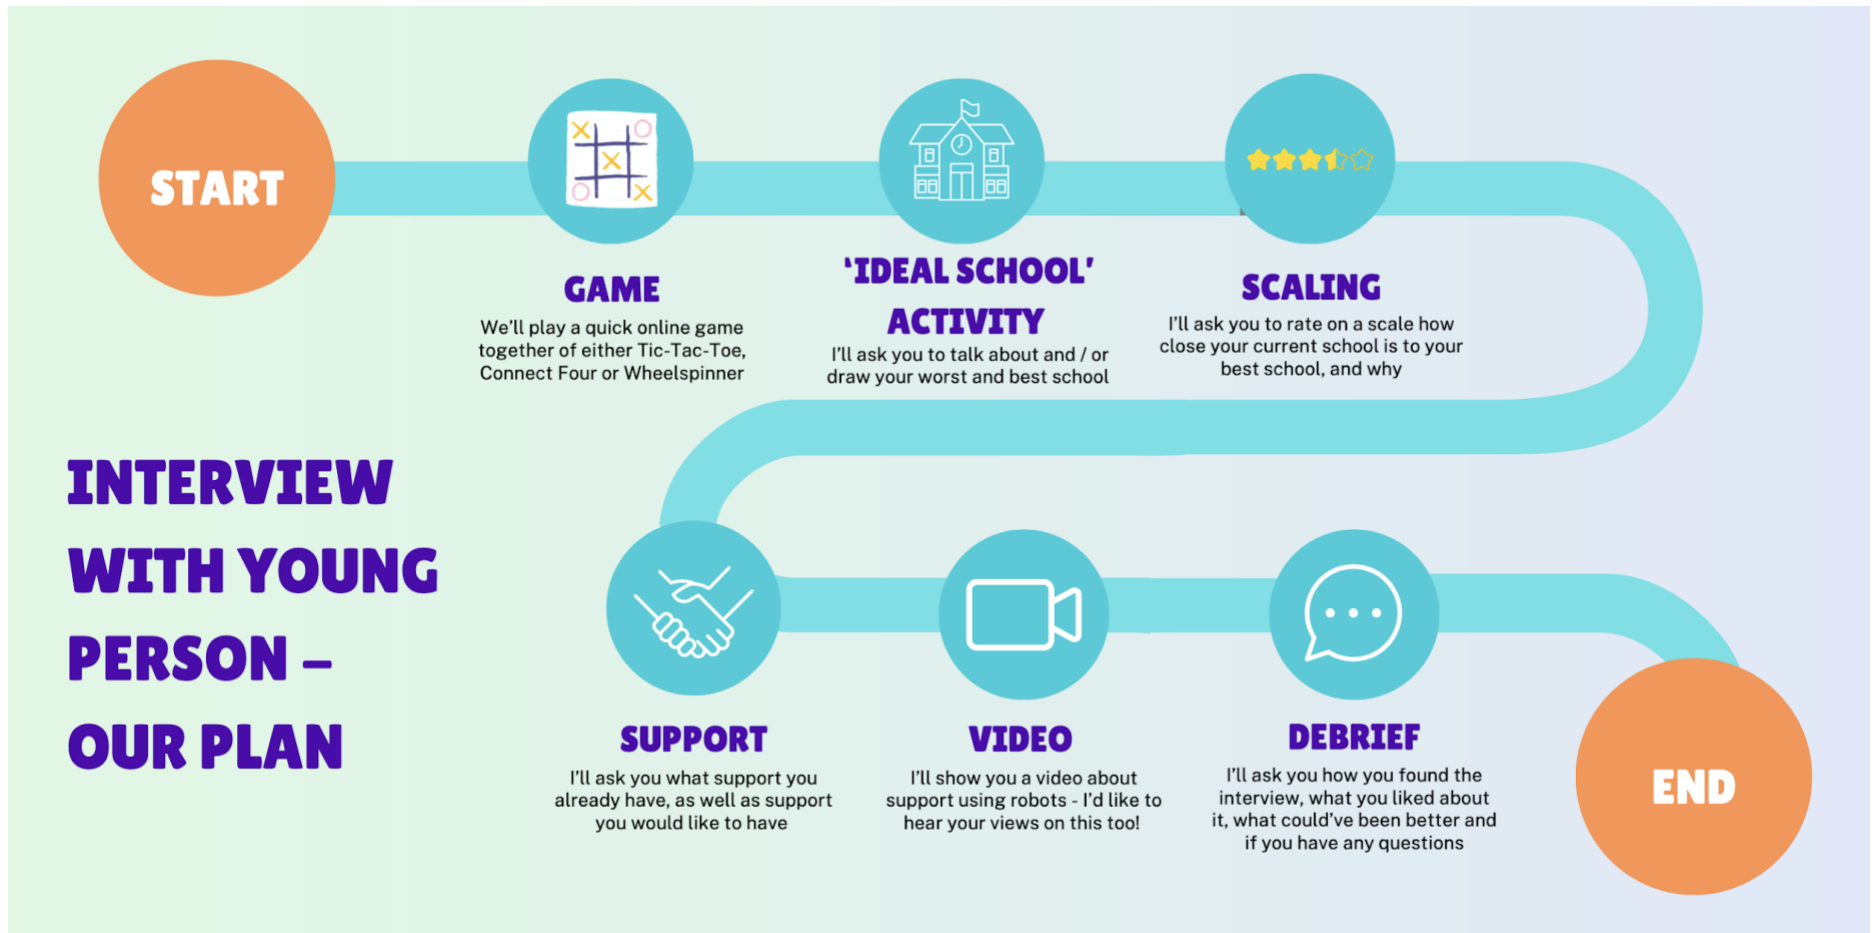 START
GAME
We'll play a quick online game
together of either Tic-Tac-Toe,
Connect Four or Wheelspinner
‘IDEAL SCHOOL’
ACTIVITY
I'll ask you to talk about and / or
draw your worst and best school
SCALING
I'll ask you to rate on a scale how
close your current school is to your
best school, and why
INTERVIEW
WITH YOUNG
PERSON –
OUR PLAN
SUPPORT
I'll ask you what support you
already have, as well as support
you would like to have
VIDEO
I'll show you a video about
support using robots - I'd like to
hear your views on this too!
DEBRIEF
I'll ask you how you found the
interview, what you liked about
it, what could've been better and
if you have any questions
END